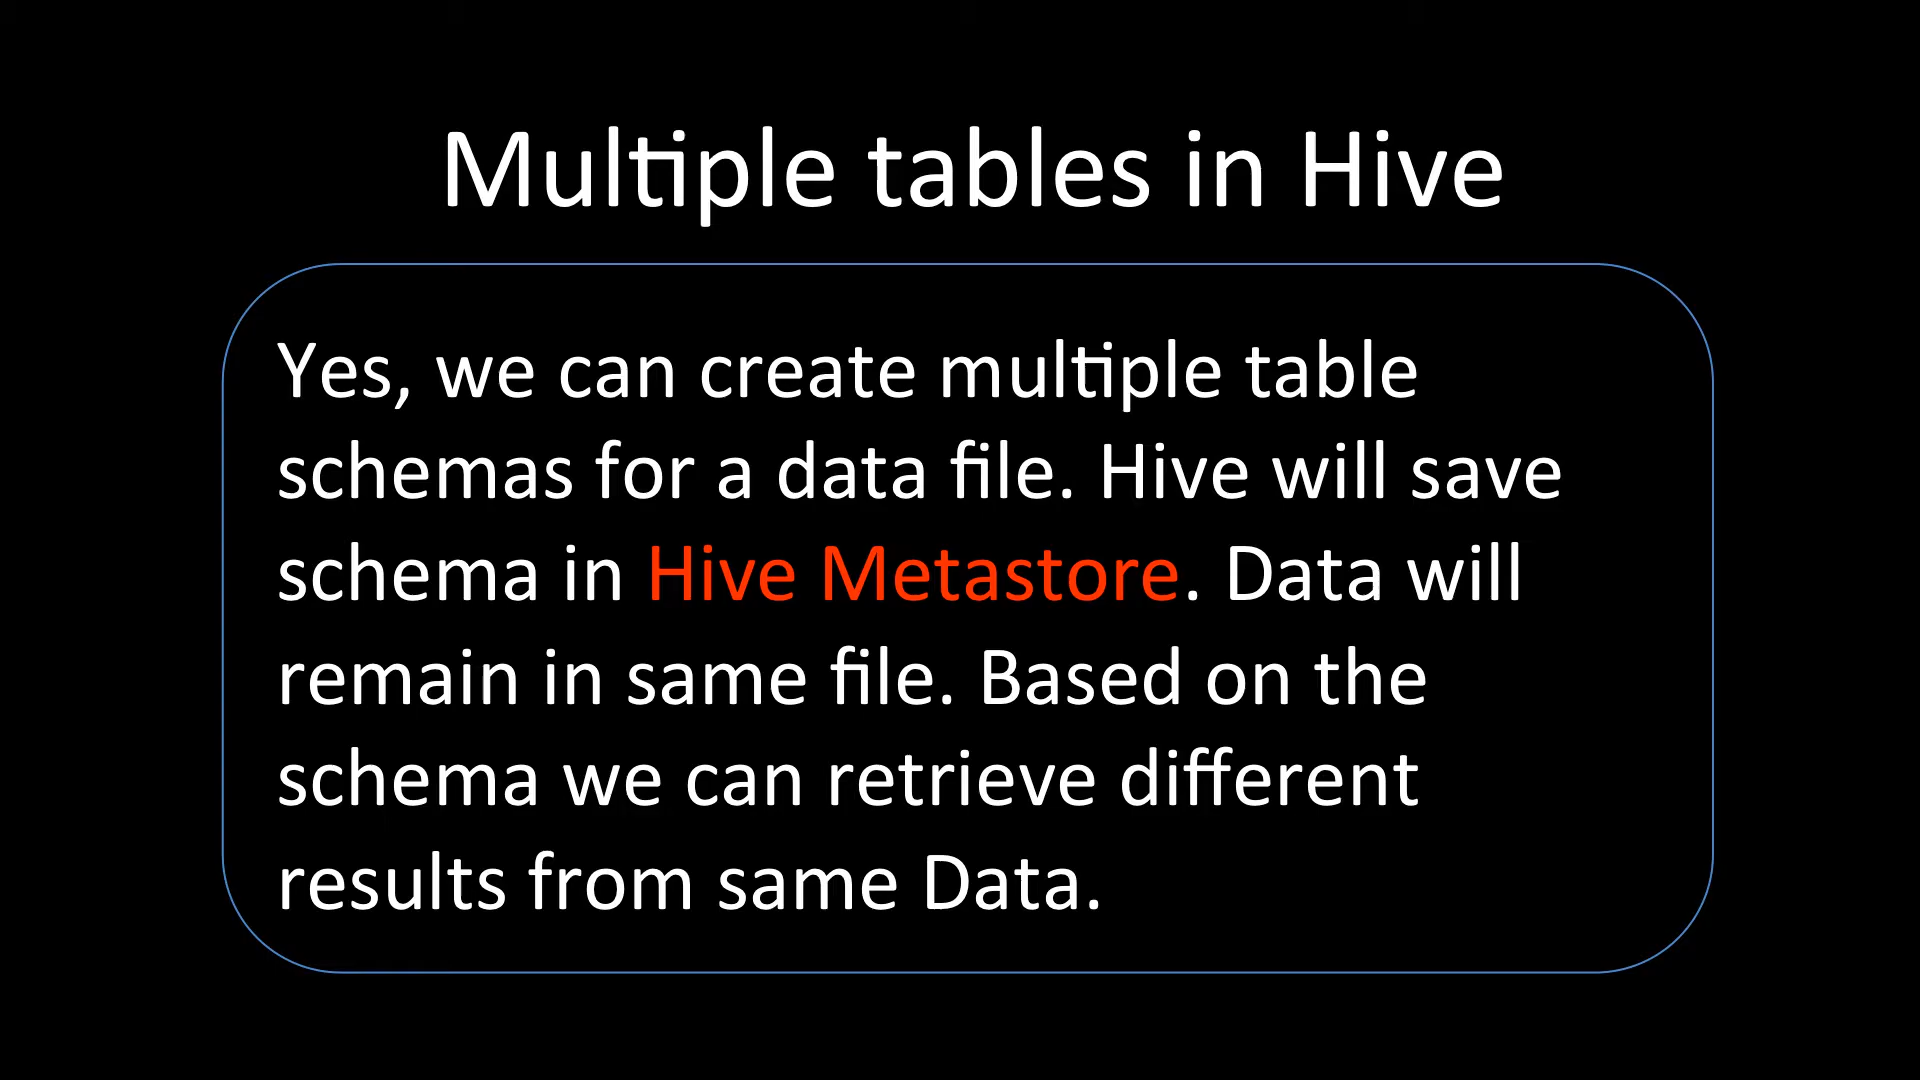 Multiple tables in Hive
Yes, we can create multiple table
schemas for a data file. Hive will save
schema in Hive Metastore. Data will
remain in same file. Based on the
schema we can retrieve different
results from same Data.